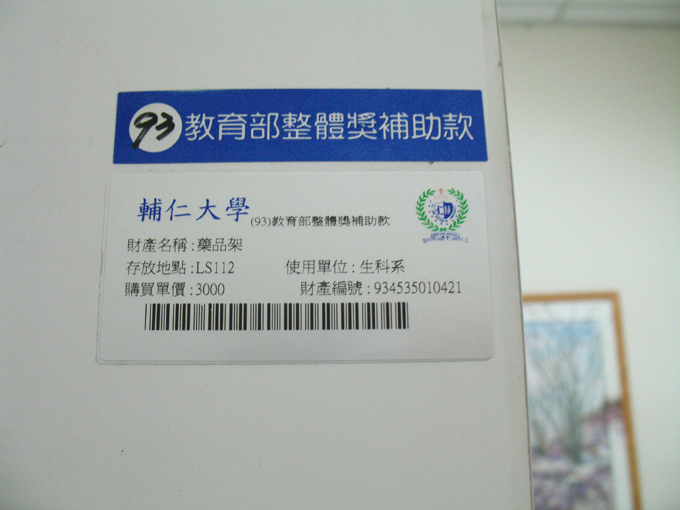 93 教育部整體獎補助款
輔仁大學 (93)教育部整體獎補助款
財產名稱:藥品架
存放地點:LS112 使用單位:生科系
購買單價:3000 財產編號:934535010421